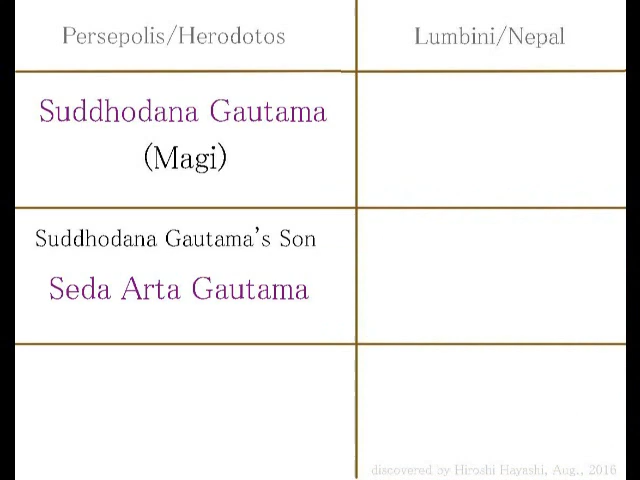 Persepolis/Herodotos
Lumbini/Nepal
Suddhodana Gautama
(Magi)
Suddhodana Gautama's Son
Seda Arta Gautama
discovered by Hiroshi Hayashi, Aug., 2016